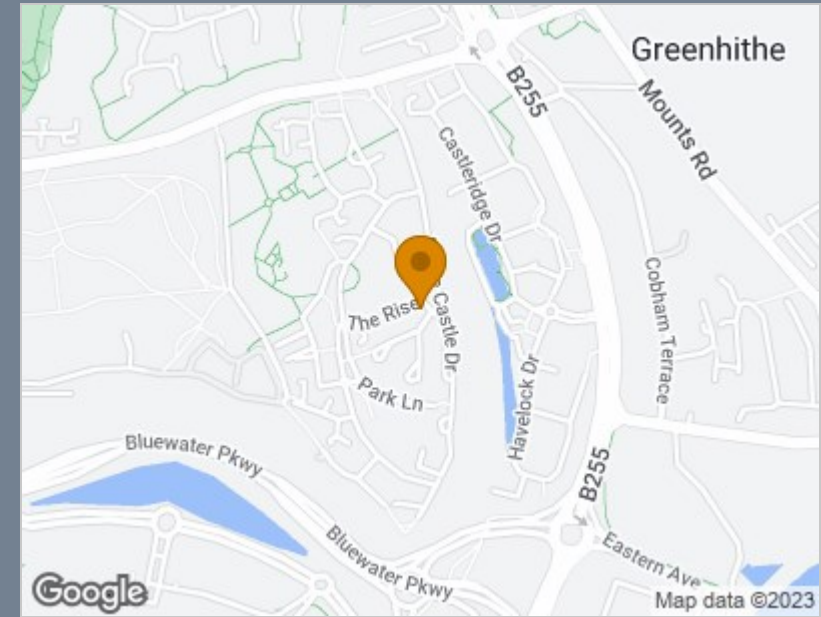 Greenhithe
B255
Mounts Rd
Castleridge Dr
Cobham Terrace
The Rise
Castle Dr
Park Ln
Havelock Dr
Bluewater Pkwy
B255
Bluewater Pkwy
Eastern Ave
Google
Map data ©2023